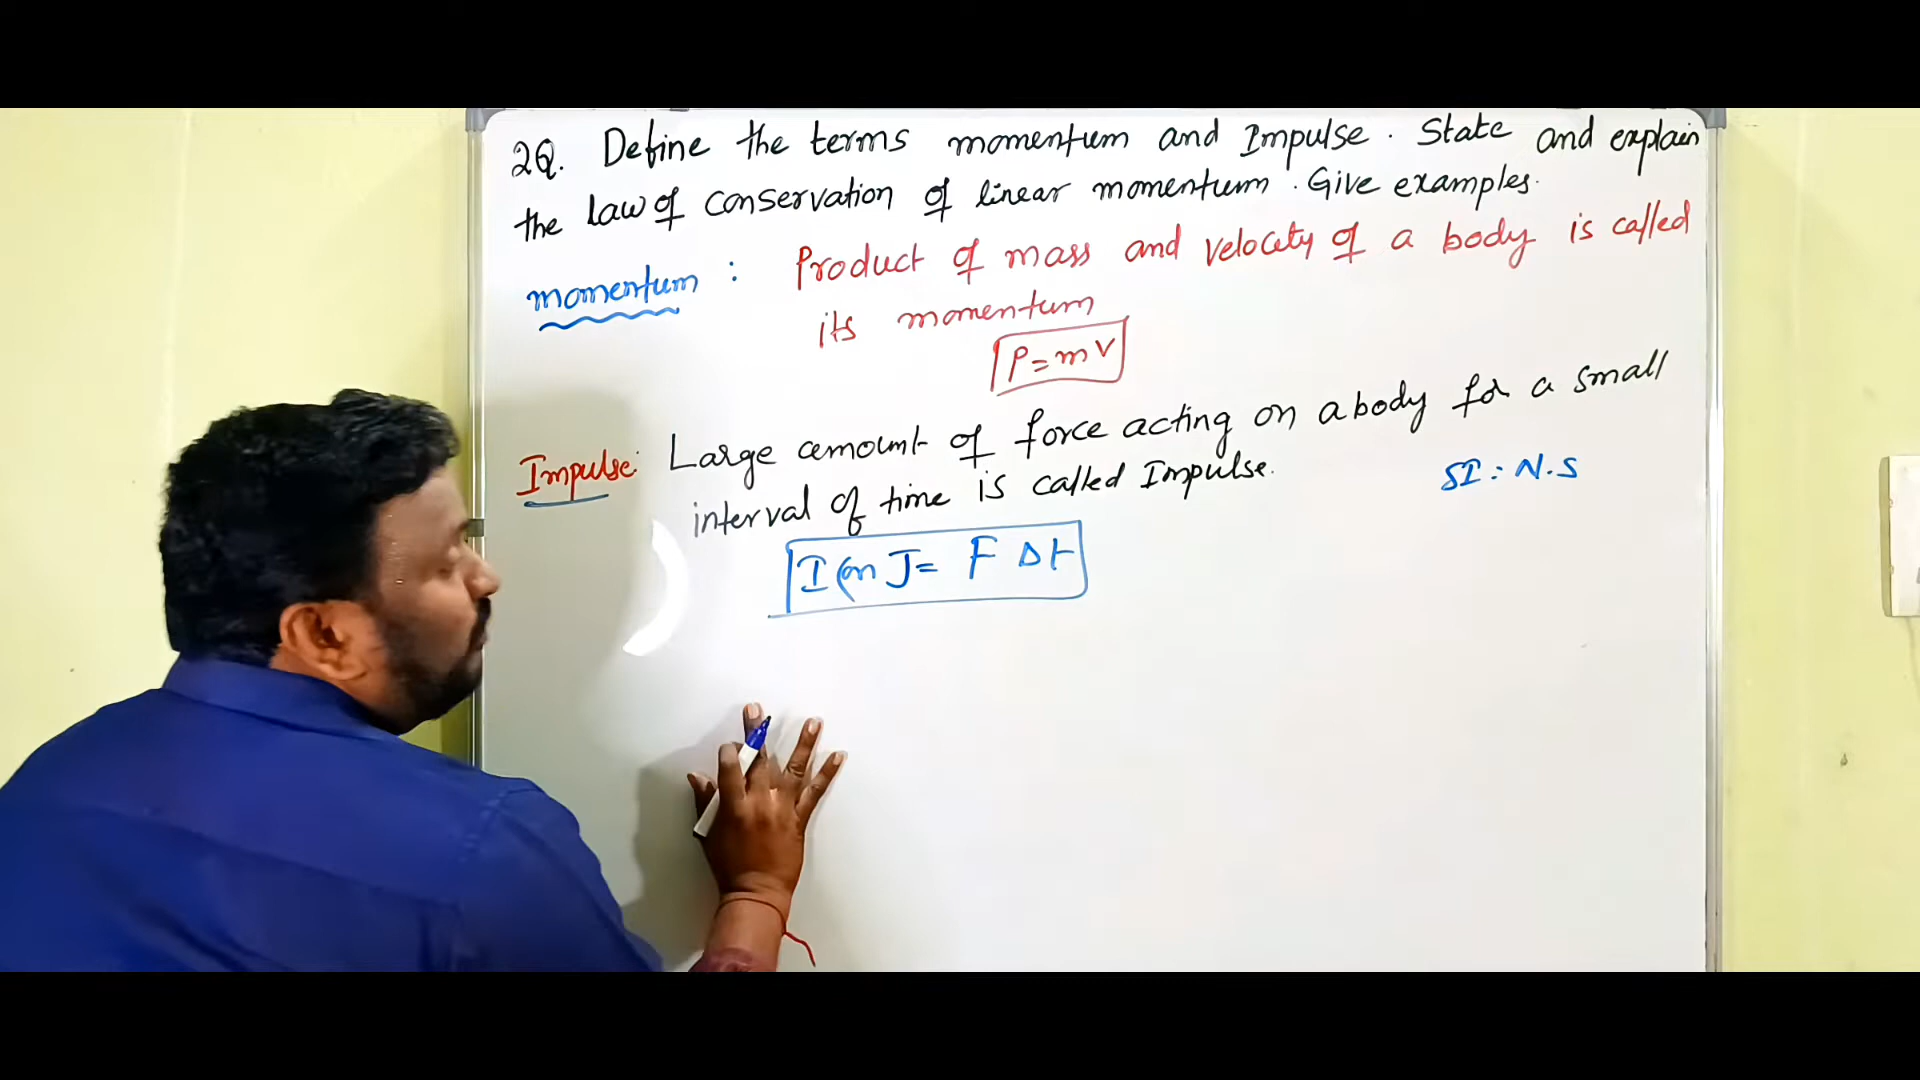 2Q. Define the terms momentum and Impulse. State and explain
the law of conservation of linear momentum. Give examples.
momentum : Product of mass and velocity of a body is called
its momentum
P = mV
Impulse: Large amount of force acting on a body for a small
interval of time is called Impulse.
SI : N.S
I (or) J = F Δt